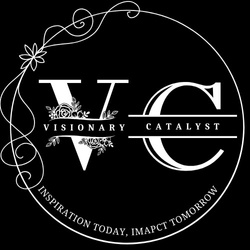 VC
VISIONARY CATALYST
INSPIRATION TODAY, IMAPCT TOMORROW